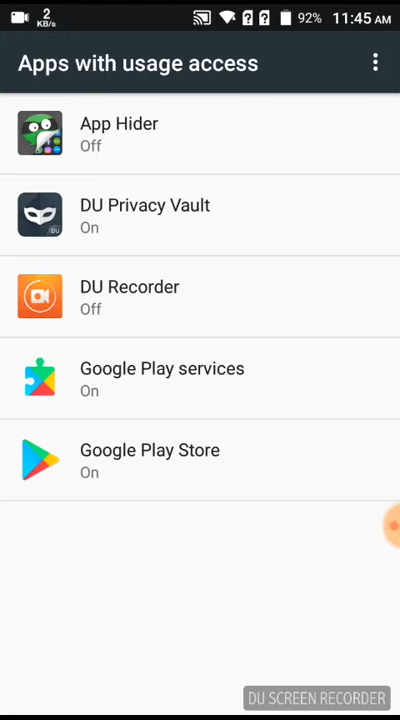 2
KB/s
92% 11:45 AM
Apps with usage access
App Hider
Off
DU Privacy Vault
On
DU
DU Recorder
Off
Google Play services
On
Google Play Store
On
DU SCREEN RECORDER